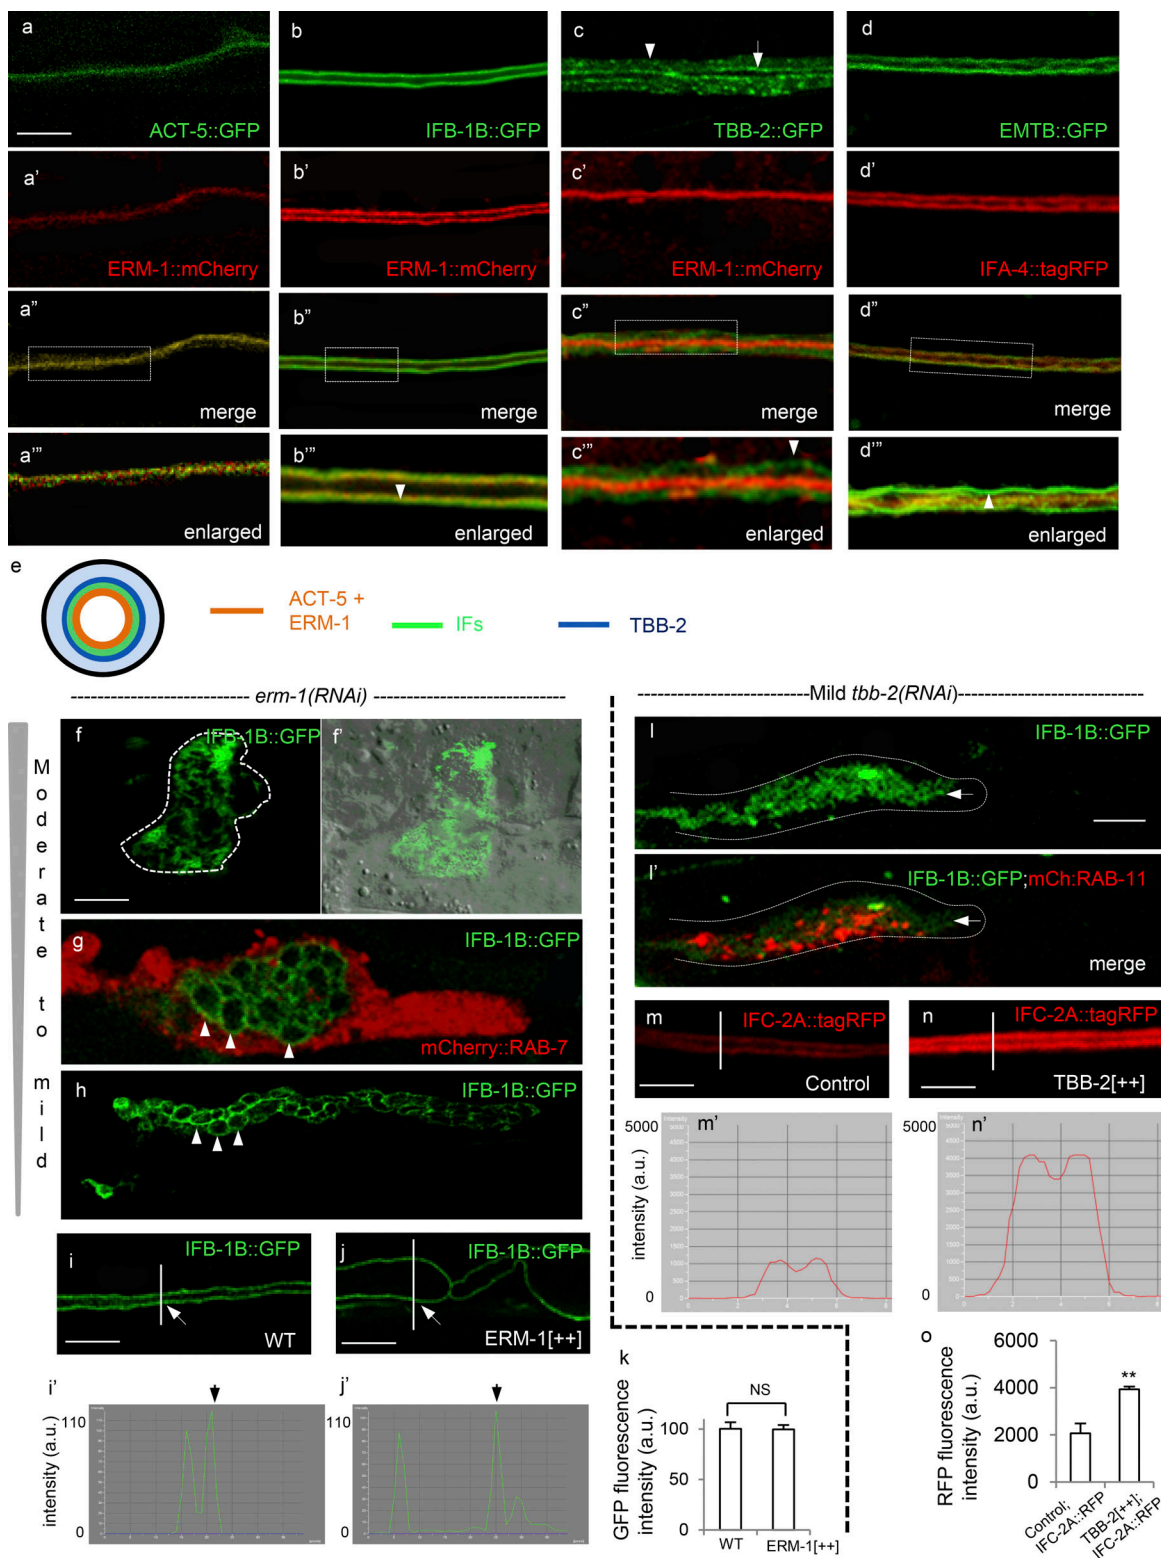 a
ACT-5::GFP
b
IFB-1B::GFP
c
TBB-2::GFP
d
EMTB::GFP
a'
ERM-1::mCherry
b'
ERM-1::mCherry
c'
ERM-1::mCherry
d'
IFA-4::tagRFP
a"
merge
b"
merge
c"
merge
d"
merge
a'"
enlarged
b'"
enlarged
c'"
enlarged
d'"
enlarged
e
ACT-5 +
ERM-1
IFs
TBB-2
erm-1(RNAi)
Mild tbb-2(RNAi)
Moderate to mild
f
IFB-1B::GFP
f'
g
IFB-1B::GFP
mCherry::RAB-7
h
IFB-1B::GFP
i
IFB-1B::GFP
WT
j
IFB-1B::GFP
ERM-1[++]
i'
110
intensity (a.u.)
0
j'
110
0
k
GFP fluorescence
intensity (a.u.)
NS
100
50
0
WT
ERM-1[++]
l
IFB-1B::GFP
l'
IFB-1B::GFP;mCh:RAB-11
merge
m
IFC-2A::tagRFP
Control
n
IFC-2A::tagRFP
TBB-2[++]
m'
5000
intensity (a.u.)
0
n'
5000
0
o
RFP fluorescence
intensity (a.u.)
6000
4000
2000
0
**
Control;
IFC-2A::RFP
TBB-2[++];
IFC-2A::RFP